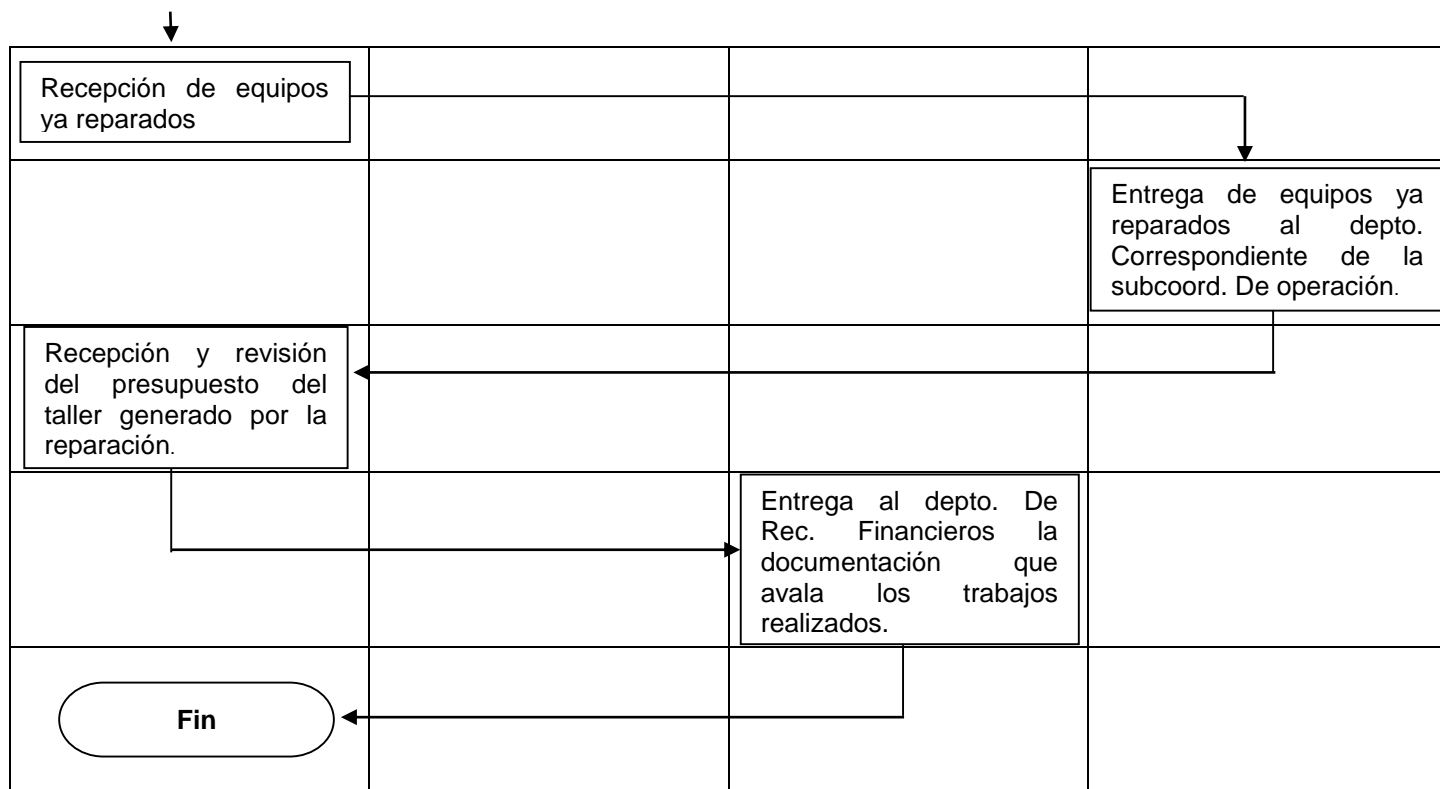 Recepción de equipos
ya reparados
Entrega de equipos ya
reparados al depto.
Correspondiente de la
subcoord. De operación.
Recepción y revisión
del presupuesto del
taller generado por la
reparación.
Entrega al depto. De
Rec. Financieros la
documentación que
avala los trabajos
realizados.
Fin